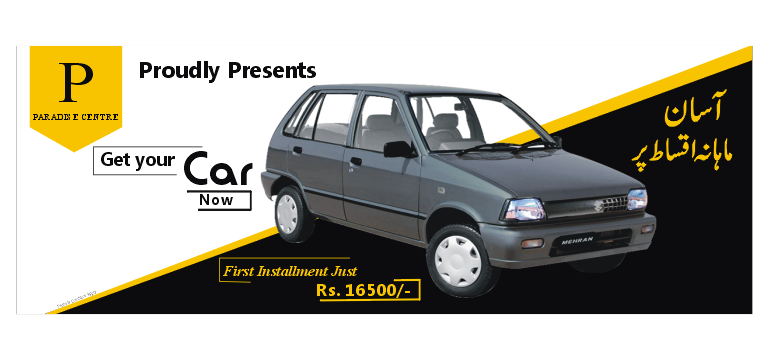 P
PARADISE CENTRE
Proudly Presents
Get your
Car
Now
آسان
ماہانہ اقساط پر
MEHRAN
First Installment Just
Rs. 16500/-